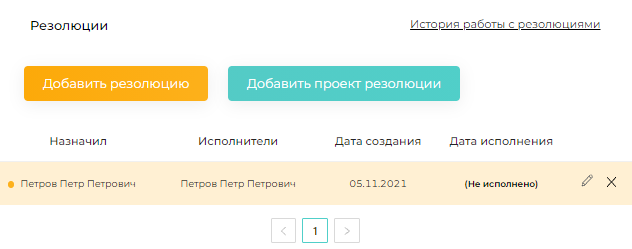 Резолюции
История работы с резолюциями
Добавить резолюцию
Добавить проект резолюции
Назначил Исполнители Дата создания Дата исполнения
Петров Петр Петрович Петров Петр Петрович 05.11.2021 (Не исполнено)
1